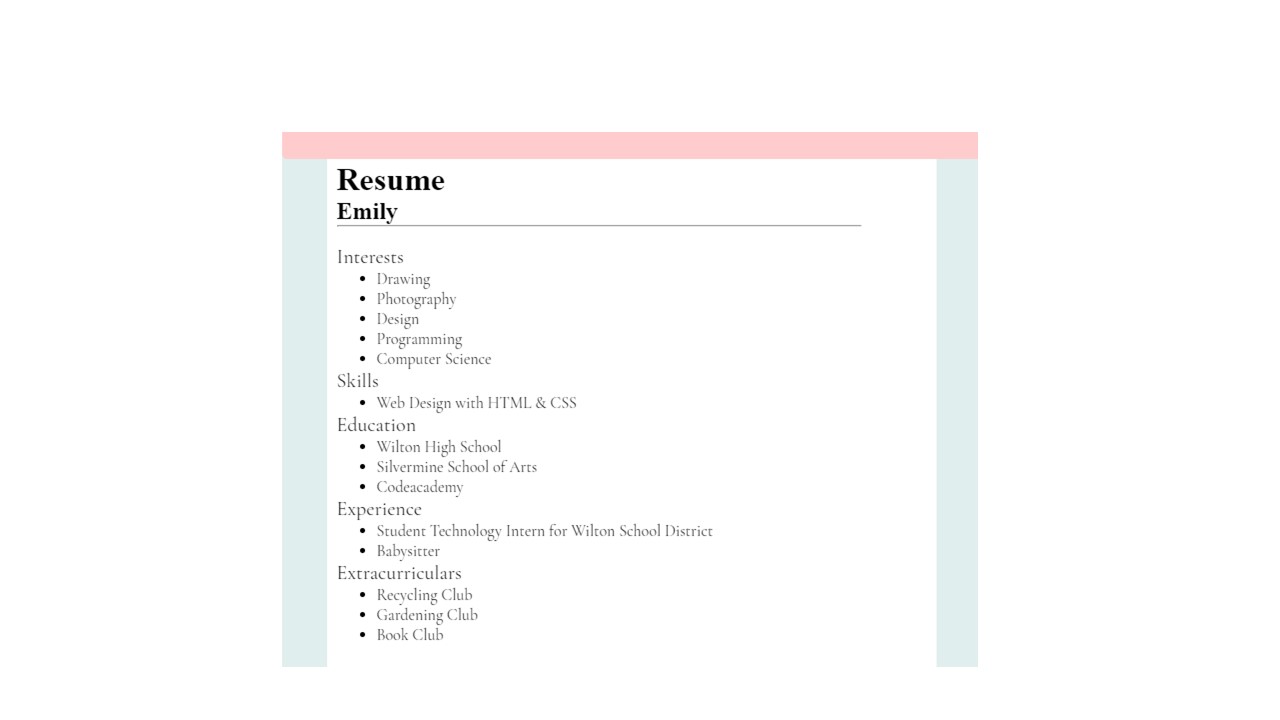 Resume
Emily
Interests
Drawing
Photography
Design
Programming
Computer Science
Skills
Web Design with HTML & CSS
Education
Wilton High School
Silvermine School of Arts
Codeacademy
Experience
Student Technology Intern for Wilton School District
Babysitter
Extracurriculars
Recycling Club
Gardening Club
Book Club